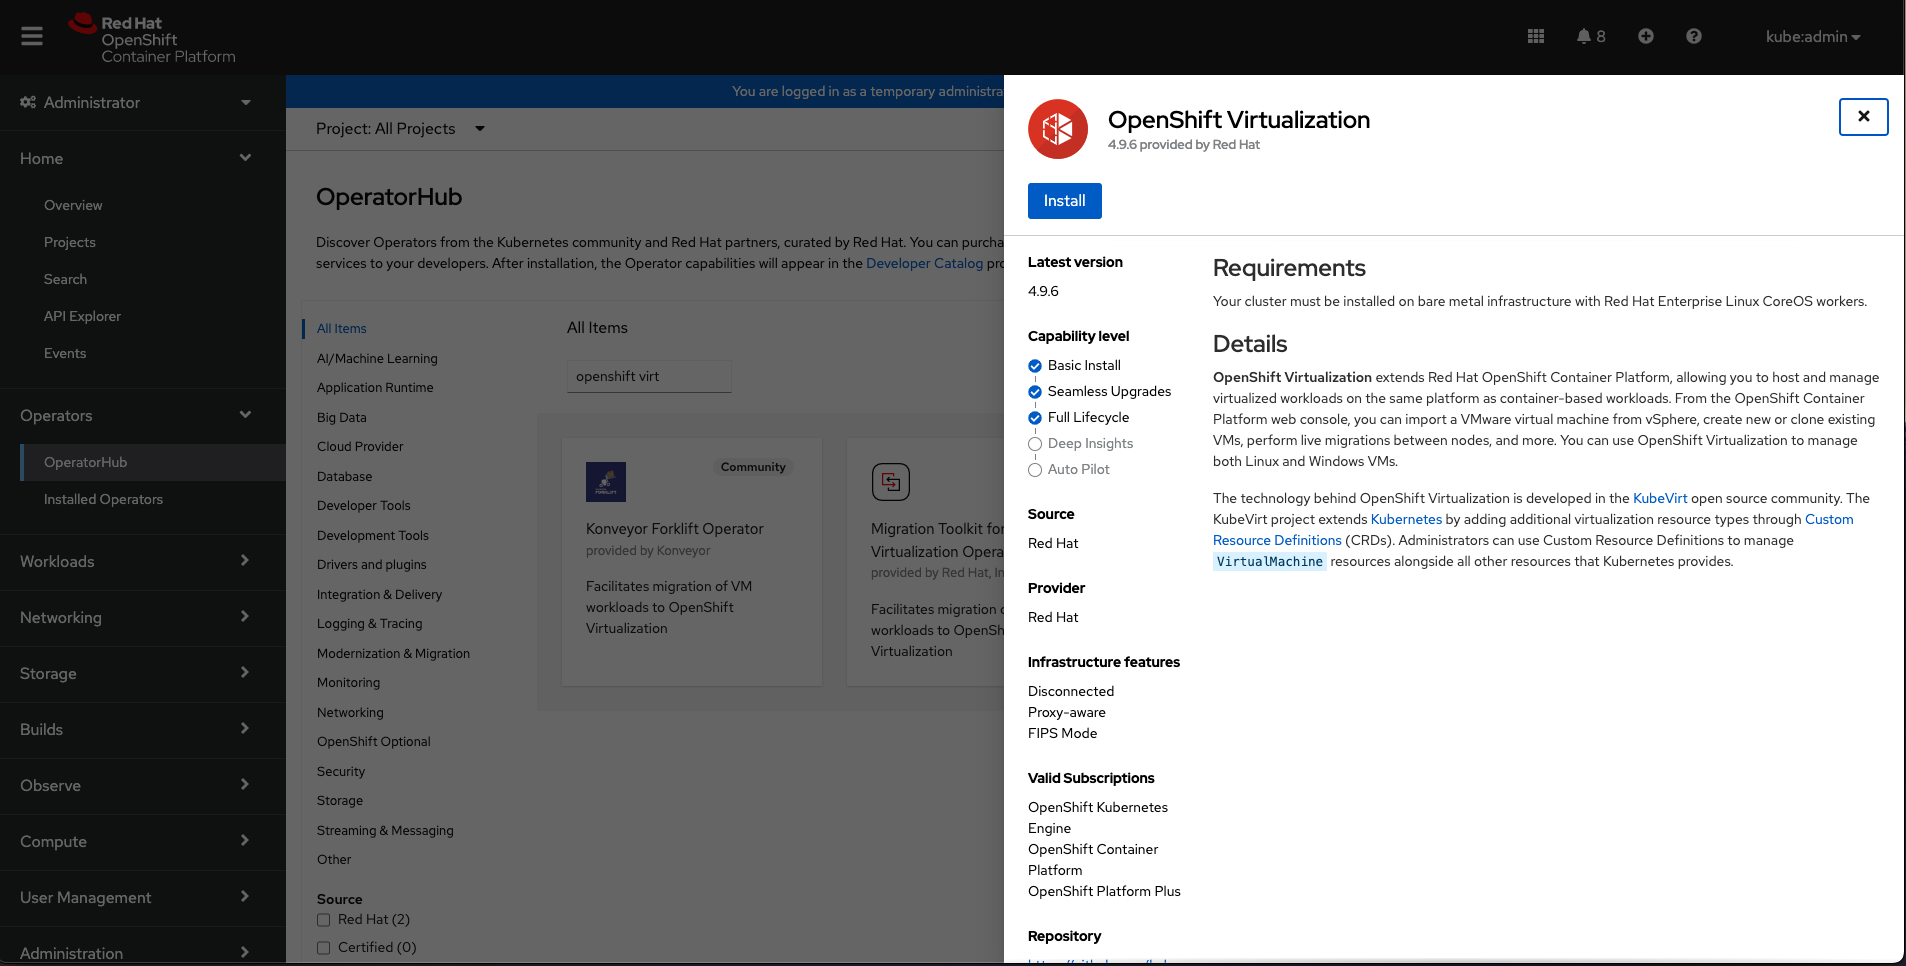 Red Hat
OpenShift
Container Platform
8
kube:admin
Administrator
Home
Overview
Projects
Search
API Explorer
Events
Operators
OperatorHub
Installed Operators
Workloads
Networking
Storage
Builds
Observe
Compute
User Management
Administration
You are logged in as a temporary
Project: All Projects
OperatorHub
Discover Operators from the Kubernetes community and Red Hat partners, curated by Red Hat. You can
services to your developers. After installation, the Operator capabilities will appear in the Developer Catalog
All Items
AI/Machine Learning
Application Runtime
Big Data
Cloud Provider
Database
Developer Tools
Development Tools
Drivers and plugins
Integration & Delivery
Logging & Tracing
Modernization & Migration
Monitoring
Networking
OpenShift Optional
Security
Storage
Streaming & Messaging
Other
Source
Red Hat (2)
Certified (0)
All Items
openshift virt
Community
Konveyor Forklift Operator
provided by Konveyor
Facilitates migration of VM
workloads to OpenShift
Virtualization
Migration Toolkit for
Virtualization
provided by Red Hat,
Facilitates migration
workloads to
Virtualization
OpenShift Virtualization
4.9.6 provided by Red Hat
Install
Latest version
4.9.6
Capability level
Basic Install
Seamless Upgrades
Full Lifecycle
Deep Insights
Auto Pilot
Source
Red Hat
Provider
Red Hat
Infrastructure features
Disconnected
Proxy-aware
FIPS Mode
Valid Subscriptions
OpenShift Kubernetes
Engine
OpenShift Container
Platform
OpenShift Platform Plus
Repository
Requirements
Your cluster must be installed on bare metal infrastructure with Red Hat Enterprise Linux CoreOS workers.
Details
OpenShift Virtualization extends Red Hat OpenShift Container Platform, allowing you to host and manage
virtualized workloads on the same platform as container-based workloads. From the OpenShift Container
Platform web console, you can import a VMware virtual machine from vSphere, create new or clone existing
VMs, perform live migrations between nodes, and more. You can use OpenShift Virtualization to manage
both Linux and Windows VMs.
The technology behind OpenShift Virtualization is developed in the KubeVirt open source community. The
KubeVirt project extends Kubernetes by adding additional virtualization resource types through Custom
Resource Definitions (CRDs). Administrators can use Custom Resource Definitions to manage
VirtualMachine resources alongside all other resources that Kubernetes provides.